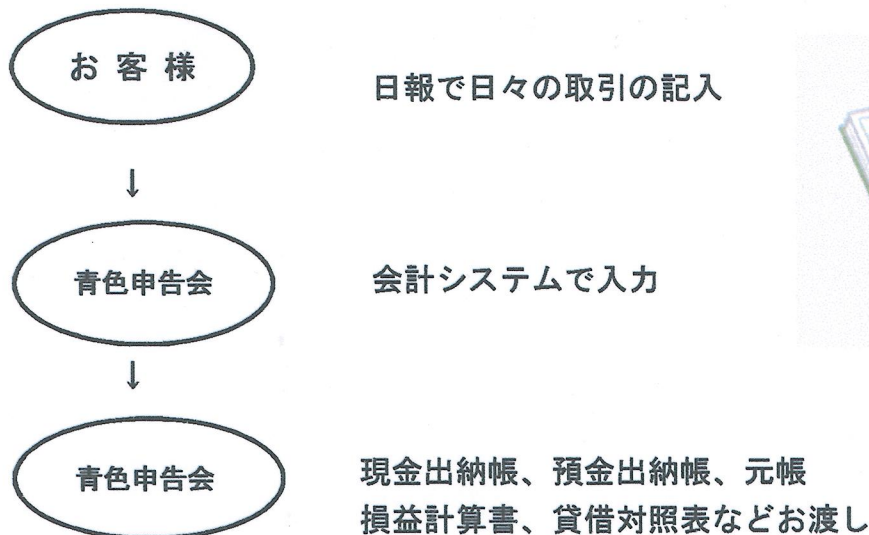 お客様
日報で日々の取引の記入
↓
青色申告会
会計システムで入力
↓
青色申告会
現金出納帳、預金出納帳、元帳
損益計算書、貸借対照表などお渡し